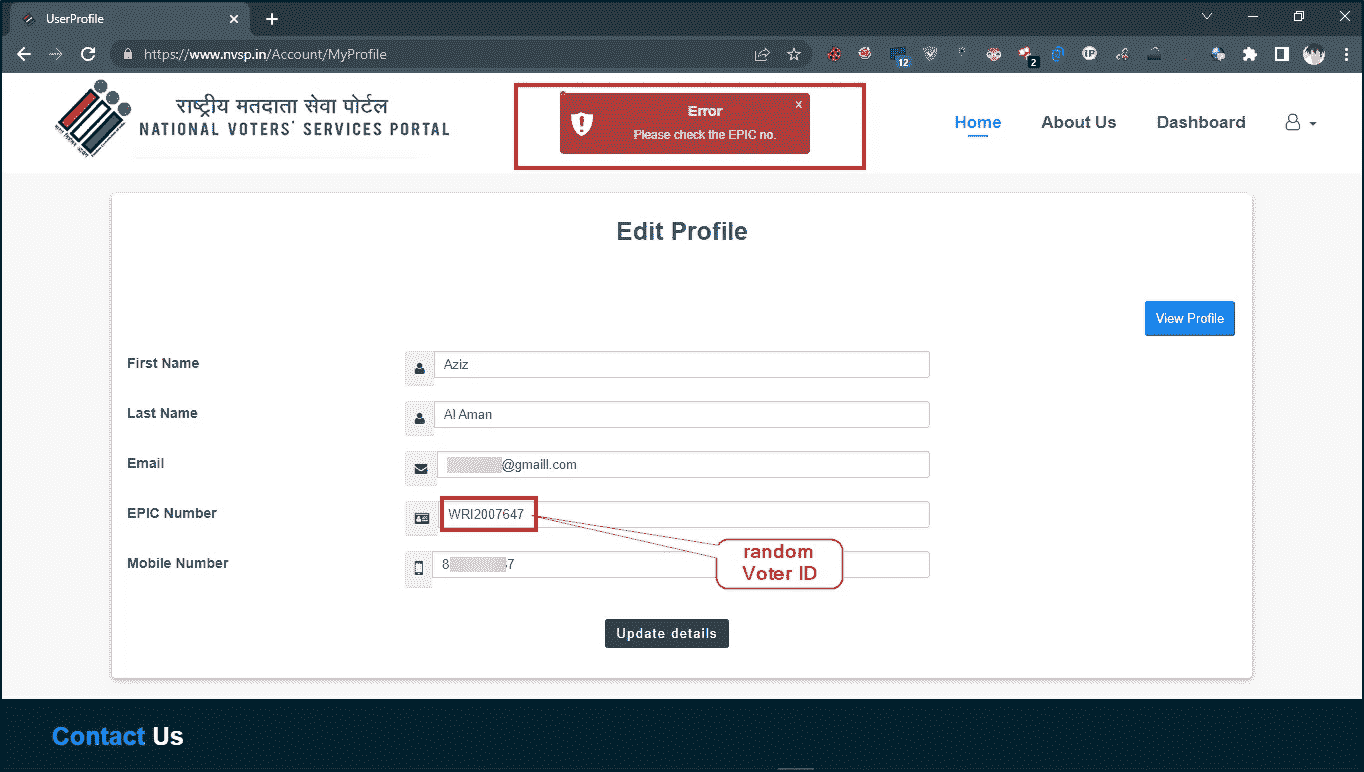 UserProfile
https://www.nvsp.in/Account/MyProfile
12
2
राष्ट्रीय मतदाता सेवा पोर्टल
NATIONAL VOTERS' SERVICES PORTAL
Error
Please check the EPIC no.
Home
About Us
Dashboard
Edit Profile
View Profile
First Name
Aziz
Last Name
Al Aman
Email
@gmaill.com
EPIC Number
WRI2007647
random
Voter ID
Mobile Number
8 7
Update details
Contact Us